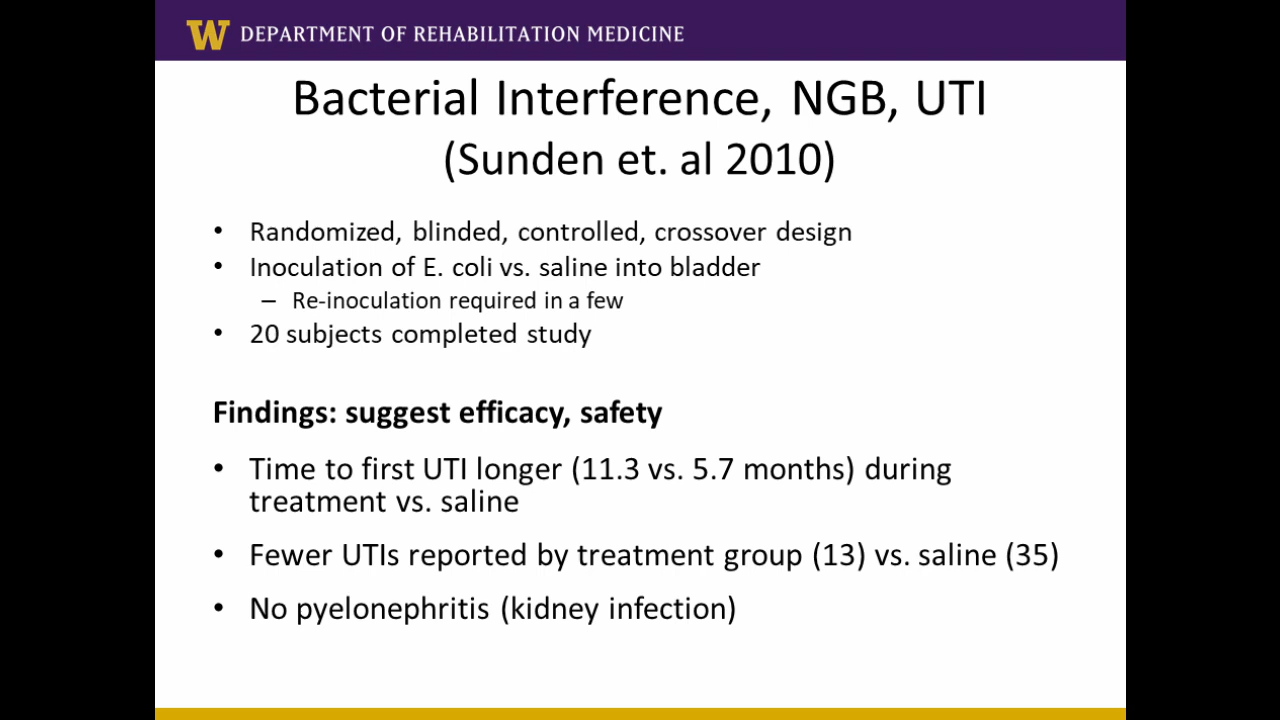 W DEPARTMENT OF REHABILITATION MEDICINE
Bacterial Interference, NGB, UTI
(Sunden et. al 2010)
• Randomized, blinded, controlled, crossover design
• Inoculation of E. coli vs. saline into bladder
– Re-inoculation required in a few
• 20 subjects completed study
Findings: suggest efficacy, safety
• Time to first UTI longer (11.3 vs. 5.7 months) during
treatment vs. saline
• Fewer UTIs reported by treatment group (13) vs. saline (35)
• No pyelonephritis (kidney infection)